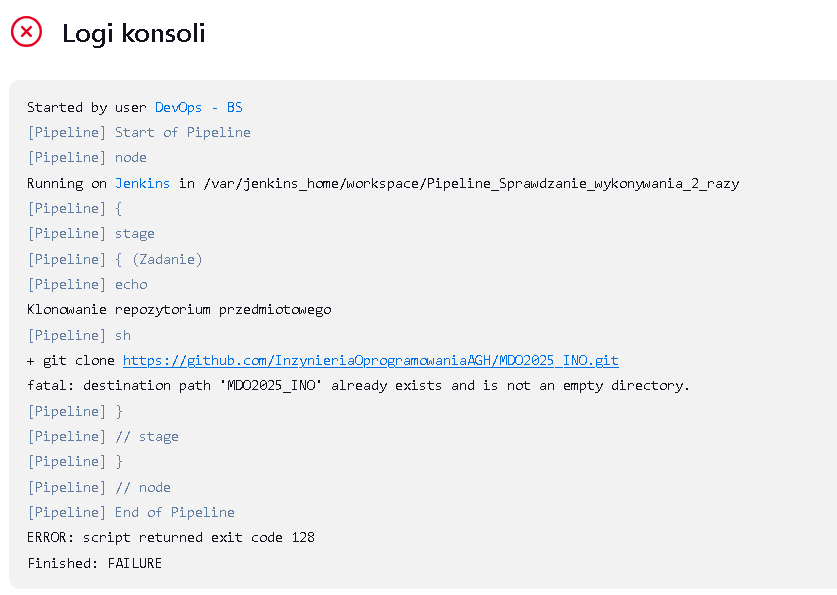 Logi konsoli
Started by user DevOps - BS
[Pipeline] Start of Pipeline
[Pipeline] node
Running on Jenkins in /var/jenkins_home/workspace/Pipeline_Sprawdzanie_wykonywania_2_razy
[Pipeline] {
[Pipeline] stage
[Pipeline] { (Zadanie)
[Pipeline] echo
Klonowanie repozytorium przedmiotowego
[Pipeline] sh
+ git clone https://github.com/InzynieriaOprogramowaniaAGH/MDO2025_INO.git
fatal: destination path 'MDO2025_INO' already exists and is not an empty directory.
[Pipeline] }
[Pipeline] // stage
[Pipeline] }
[Pipeline] // node
[Pipeline] End of Pipeline
ERROR: script returned exit code 128
Finished: FAILURE